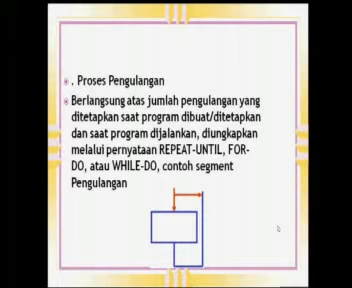 . Proses Pengulangan
Berlangsung atas jumlah pengulangan yang
ditetapkan saat program dibuat/ditetapkan
dan saat program dijalankan, diungkapkan
melalui pernyataan REPEAT-UNTIL, FOR-
DO, atau WHILE-DO, contoh segment
Pengulangan